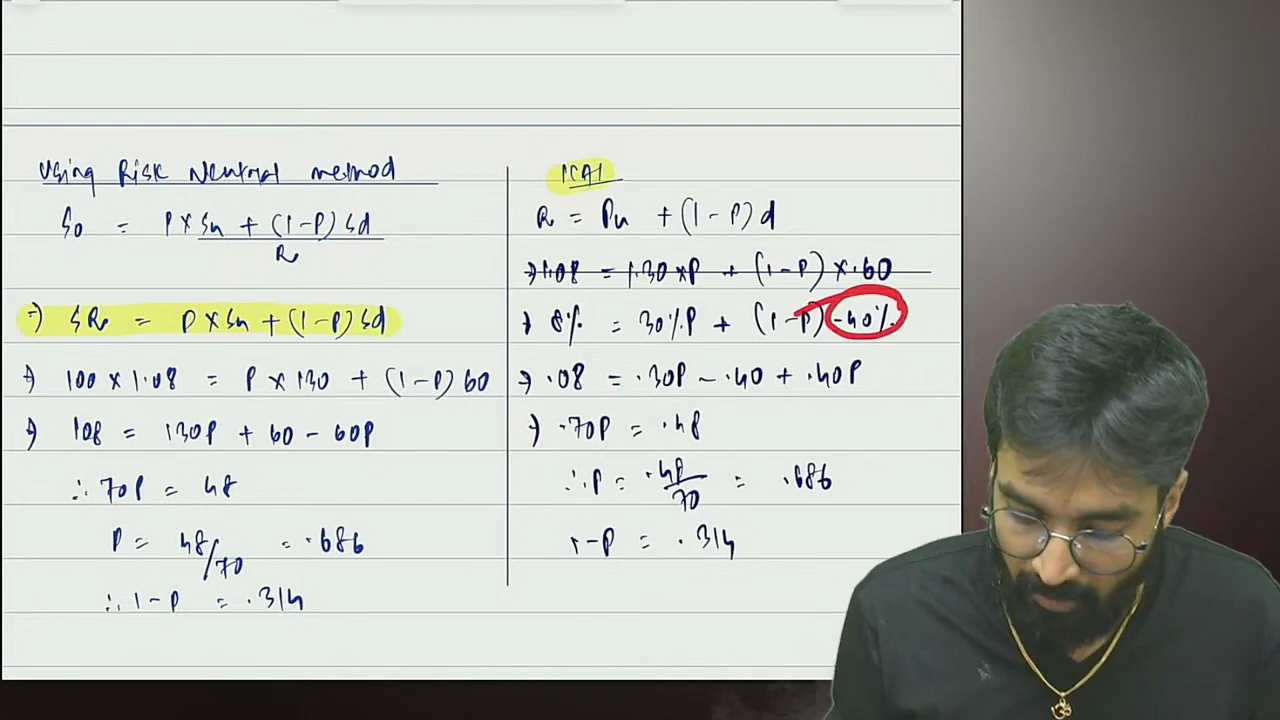 Using Risk Neutral method
S0 = P × Su + (1 - P) Sd
R
⇒ SR = P × Su + (1 - P) Sd
⇒ 100 × 1.08 = P × 130 + (1 - P) 60
⇒ 108 = 130P + 60 - 60P
∴ 70P = 48
P = 48/70 = .686
∴ 1 - P = .314
ICAI
R = Pu + (1 - P) d
⇒ 1.08 = 1.30 × P + (1 - P) × .60
⇒ 8% = 30% P + (1 - P) -40%
⇒ .08 = .30P - .40 + .40P
⇒ .70P = .48
∴ P = .48/70 = .686
1 - P = .314